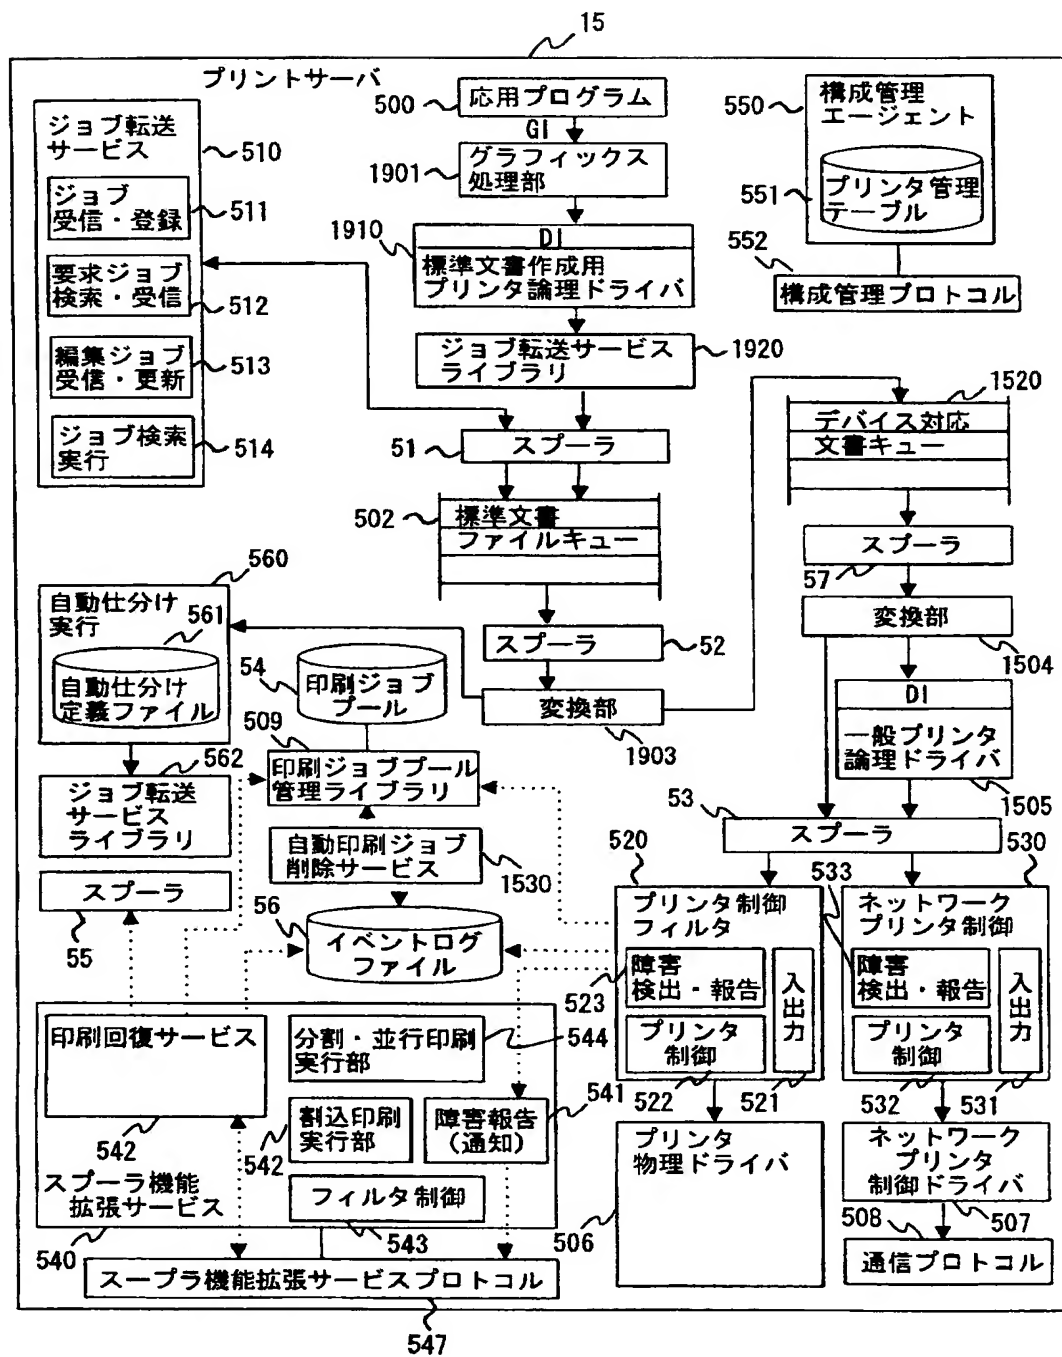 15
プリントサーバ
500
応用プログラム
GI
1901
グラフィックス
処理部
1910
DI
標準文書作成用
プリンタ論理ドライバ
ジョブ転送サービス
ライブラリ
1920
ジョブ転送
サービス
510
ジョブ
受信・登録
511
要求ジョブ
検索・受信
512
編集ジョブ
受信・更新
513
ジョブ検索
実行
514
550
構成管理
エージェント
551
プリンタ管理
テーブル
552
構成管理プロトコル
51
スプーラ
502
標準文書
ファイルキュー
スプーラ
52
変換部
1903
1520
デバイス対応
文書キュー
スプーラ
57
変換部
1504
DI
一般プリンタ
論理ドライバ
1505
53
スプーラ
560
自動仕分け
実行
561
自動仕分け
定義ファイル
562
ジョブ転送
サービス
ライブラリ
スプーラ
55
54
印刷ジョブ
プール
509
印刷ジョブプール
管理ライブラリ
自動印刷ジョブ
削除サービス
1530
56
イベントログ
ファイル
520
プリンタ制御
フィルタ
障害
検出・報告
523
プリンタ
制御
522
入出力
521
530
533
ネットワーク
プリンタ制御
障害
検出・報告
プリンタ
制御
532
入出力
531
印刷回復サービス
542
分割・並行印刷
実行部
544
割込印刷
実行部
542
障害報告
(通知)
541
フィルタ制御
543
スプーラ機能
拡張サービス
540
スープラ機能拡張サービスプロトコル
547
プリンタ
物理ドライバ
506
ネットワーク
プリンタ
制御ドライバ
507
508
通信プロトコル